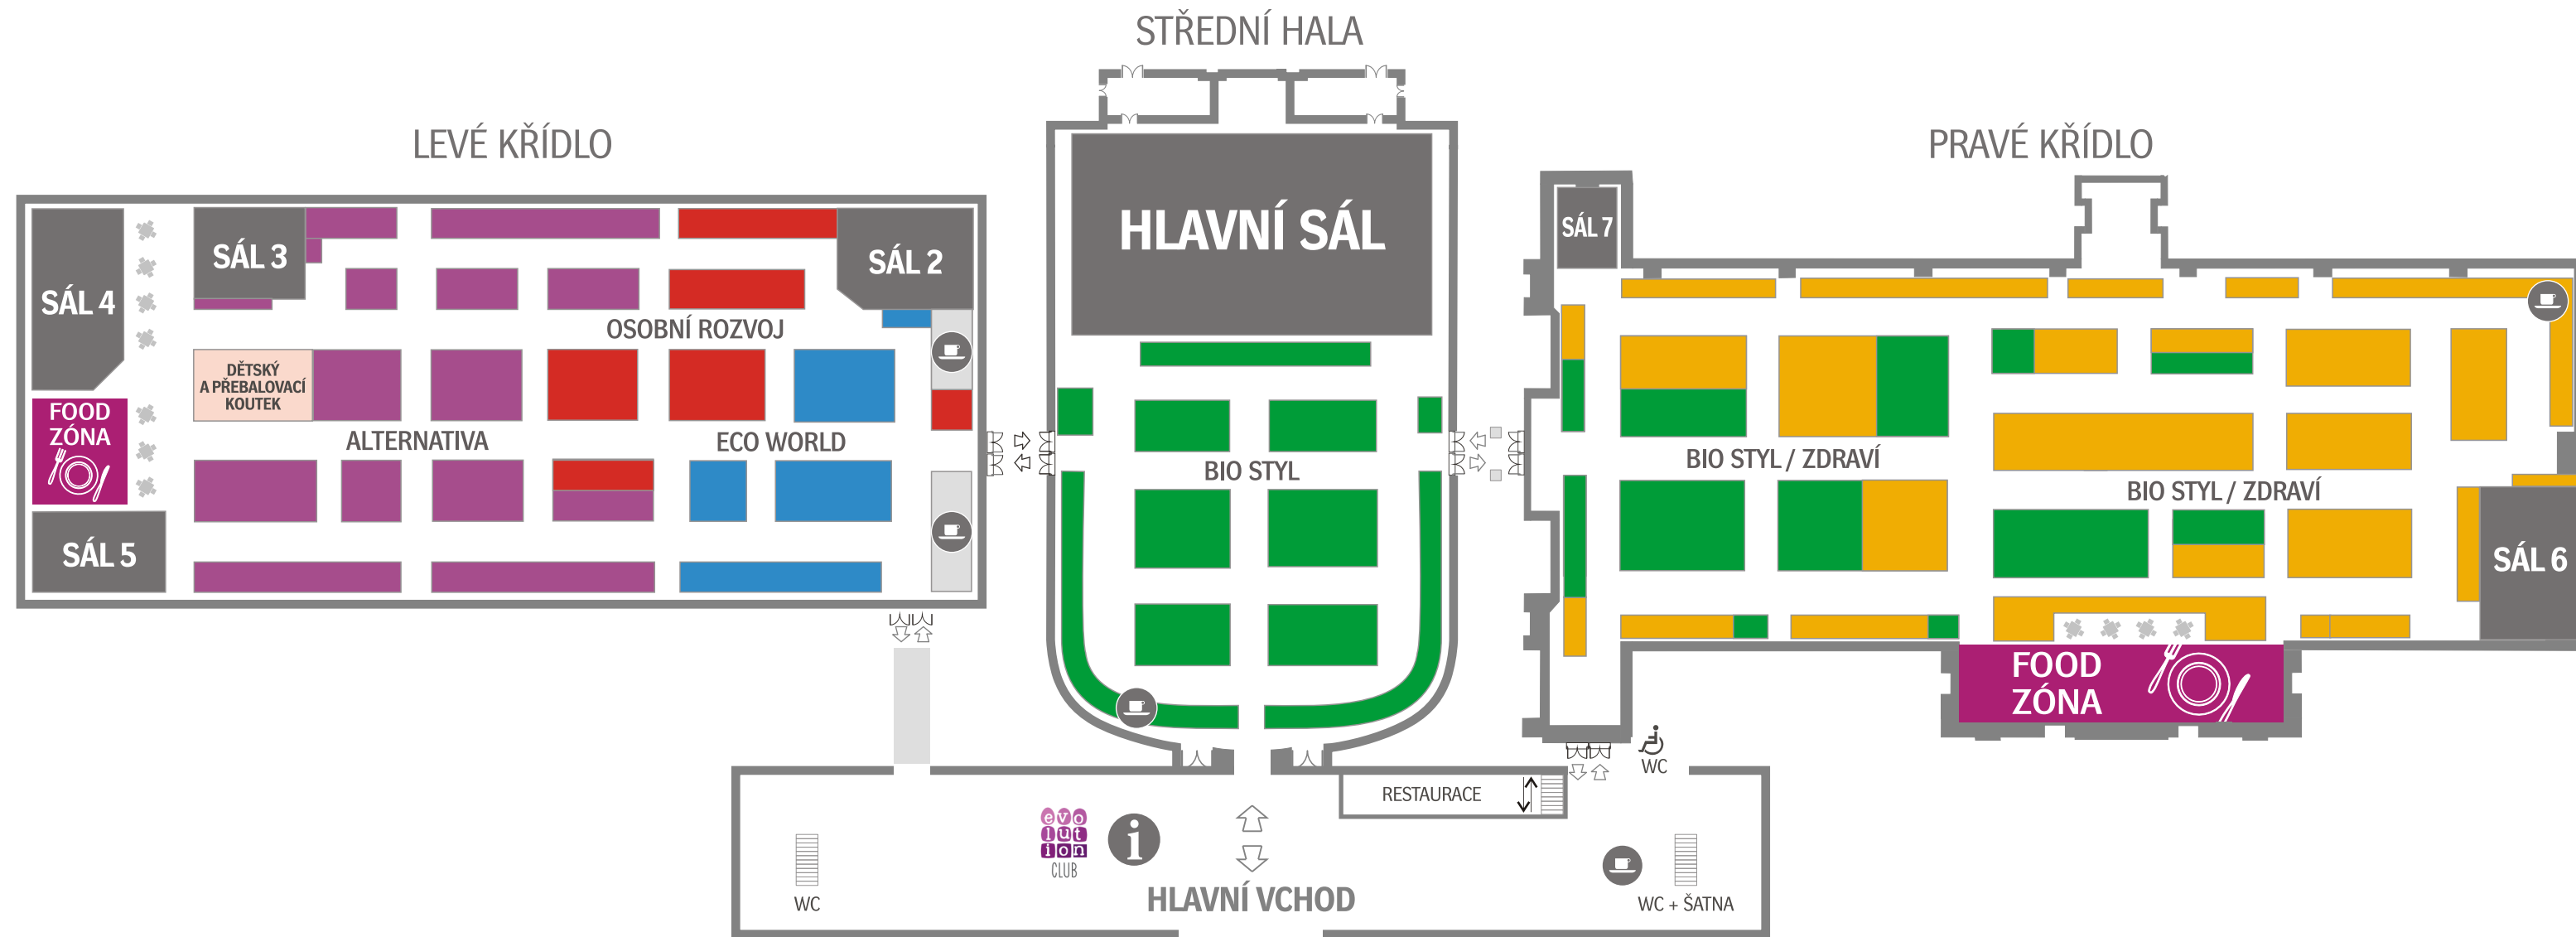 STŘEDNÍ HALA
LEVÉ KŘÍDLO
PRAVÉ KŘÍDLO
SÁL 4
SÁL 3
SÁL 2
OSOBNÍ ROZVOJ
DĚTSKÝ
A PŘEBALOVACÍ
KOUTEK
FOOD
ZÓNA
ALTERNATIVA
ECO WORLD
SÁL 5
HLAVNÍ SÁL
BIO STYL
SÁL 7
BIO STYL / ZDRAVÍ
BIO STYL / ZDRAVÍ
SÁL 6
FOOD
ZÓNA
WC
RESTAURACE
evo
lut
ion
CLUB
i
HLAVNÍ VCHOD
WC
WC + ŠATNA